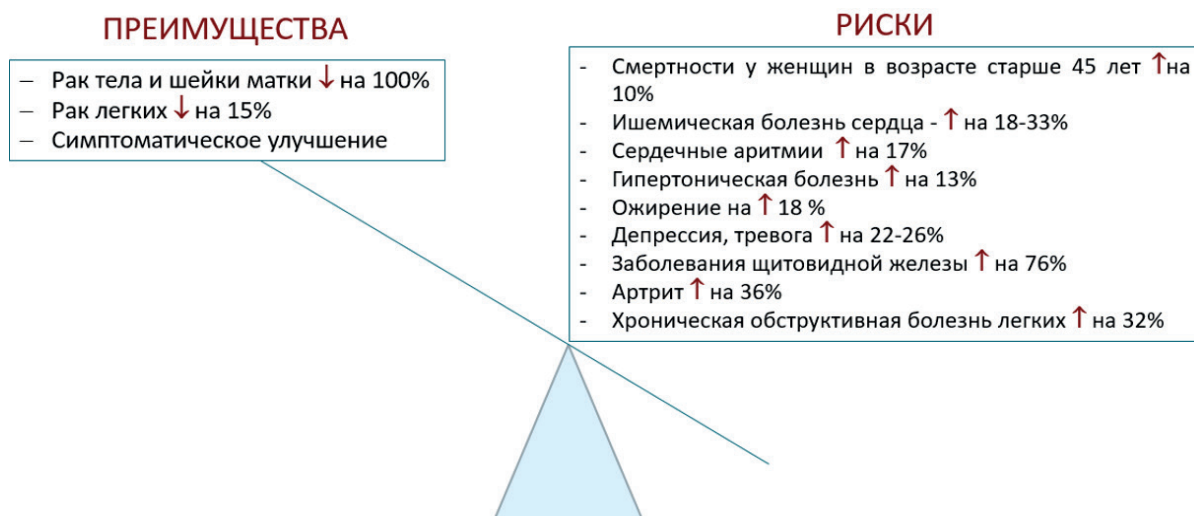 ПРЕИМУЩЕСТВА
– Рак тела и шейки матки ↓ на 100%
– Рак легких ↓ на 15%
– Симптоматическое улучшение
РИСКИ
- Смертности у женщин в возрасте старше 45 лет ↑на
10%
- Ишемическая болезнь сердца - ↑ на 18-33%
- Сердечные аритмии ↑ на 17%
- Гипертоническая болезнь ↑ на 13%
- Ожирение на ↑ 18 %
- Депрессия, тревога ↑ на 22-26%
- Заболевания щитовидной железы ↑ на 76%
- Артрит ↑ на 36%
- Хроническая обструктивная болезнь легких ↑ на 32%